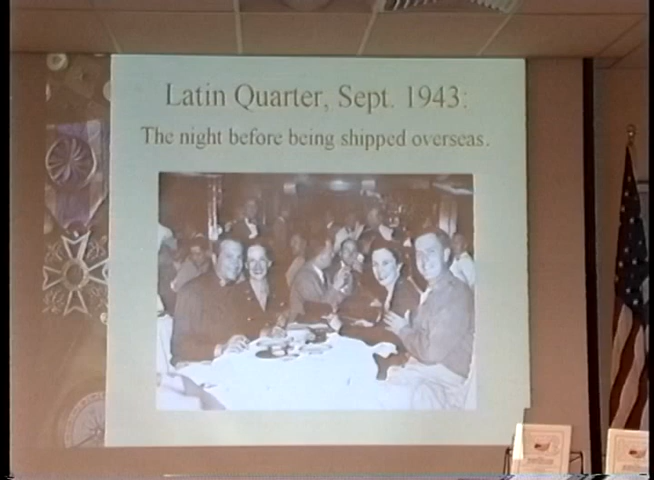 Latin Quarter, Sept. 1943:
The night before being shipped overseas.